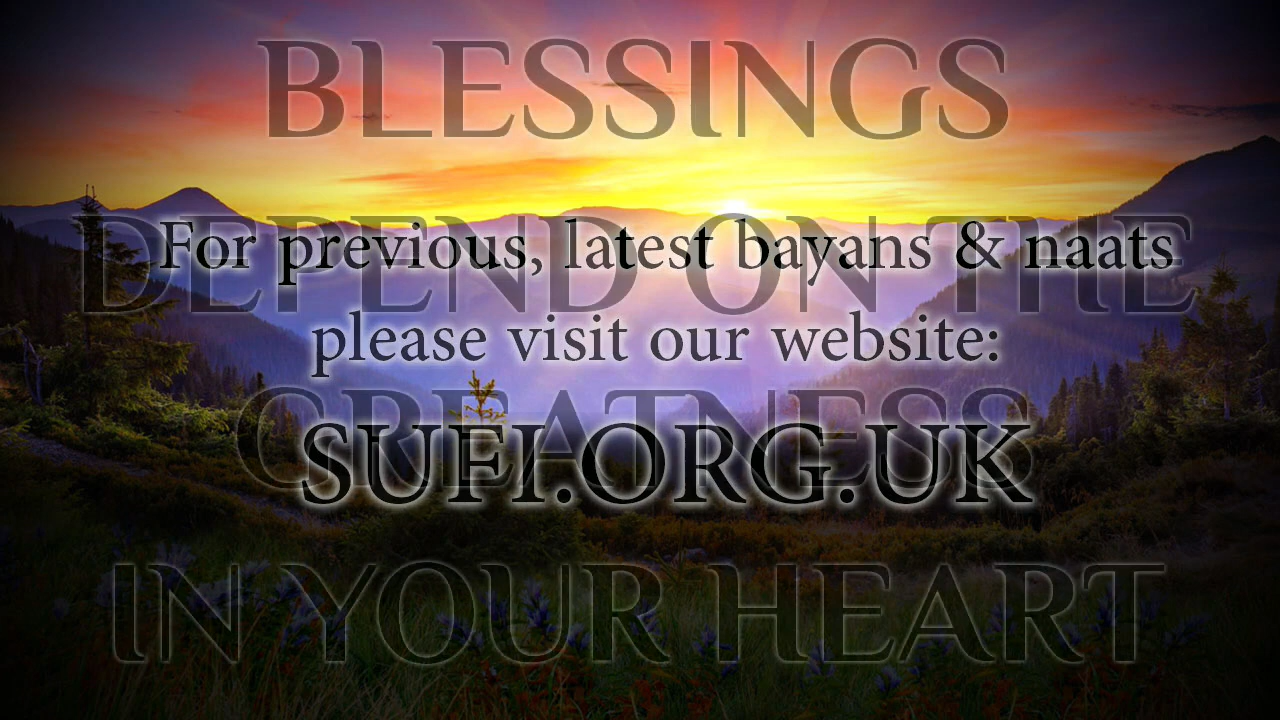 BLESSINGS
DEPEND ON THE
GREATNESS
IN YOUR HEART
For previous, latest bayans & naats
please visit our website:
SUFI.ORG.UK